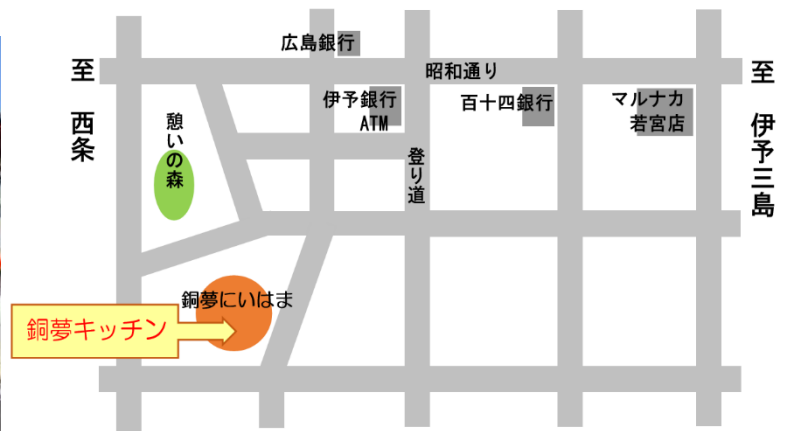 広島銀行
昭和通り
至 西条
至 伊予三島
伊予銀行
ATM
百十四銀行
マルナカ
若宮店
憩いの森
登り道
銅夢にいはま
銅夢キッチン